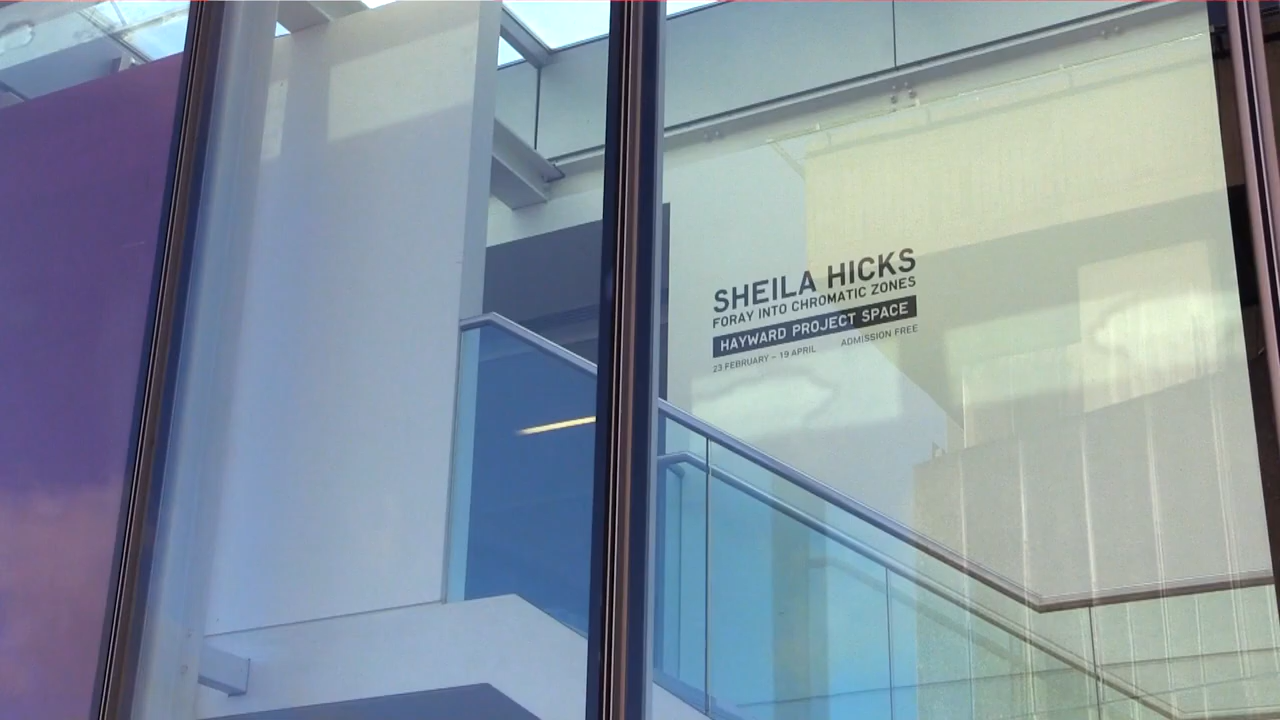 SHEILA HICKS
FORAY INTO CHROMATIC ZONES
HAYWARD PROJECT SPACE
23 FEBRUARY – 19 APRIL ADMISSION FREE